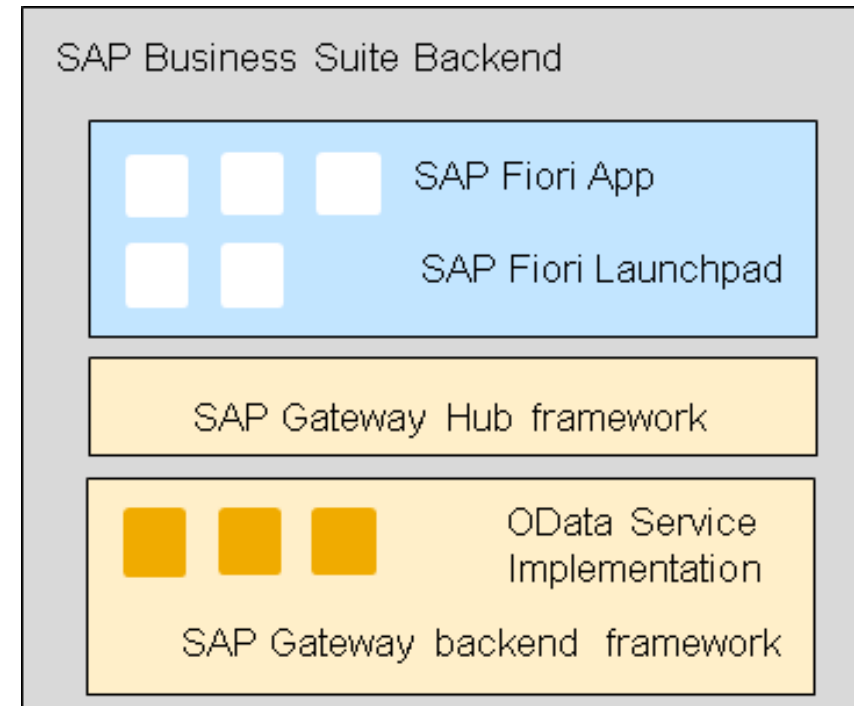 SAP Business Suite Backend
SAP Fiori App
SAP Fiori Launchpad
SAP Gateway Hub framework
OData Service
Implementation
SAP Gateway backend framework